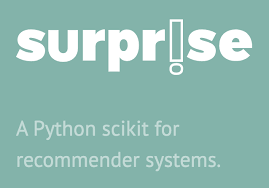 surpr!se
A Python scikit for
recommender systems.